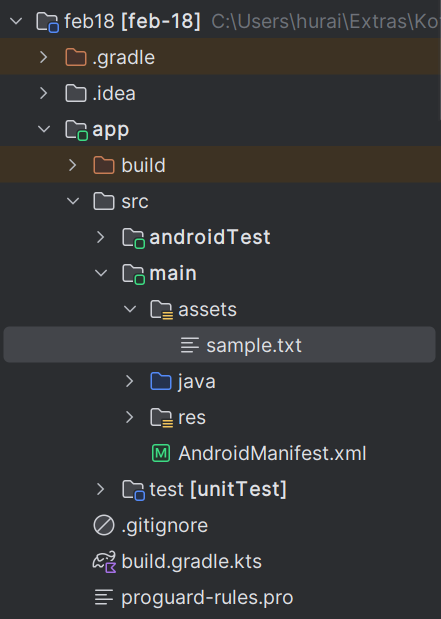 feb18 [feb-18] C:\Users\hurai\Extras\Ko
.gradle
.idea
app
build
src
androidTest
main
assets
sample.txt
java
res
M AndroidManifest.xml
test [unitTest]
.gitignore
build.gradle.kts
proguard-rules.pro